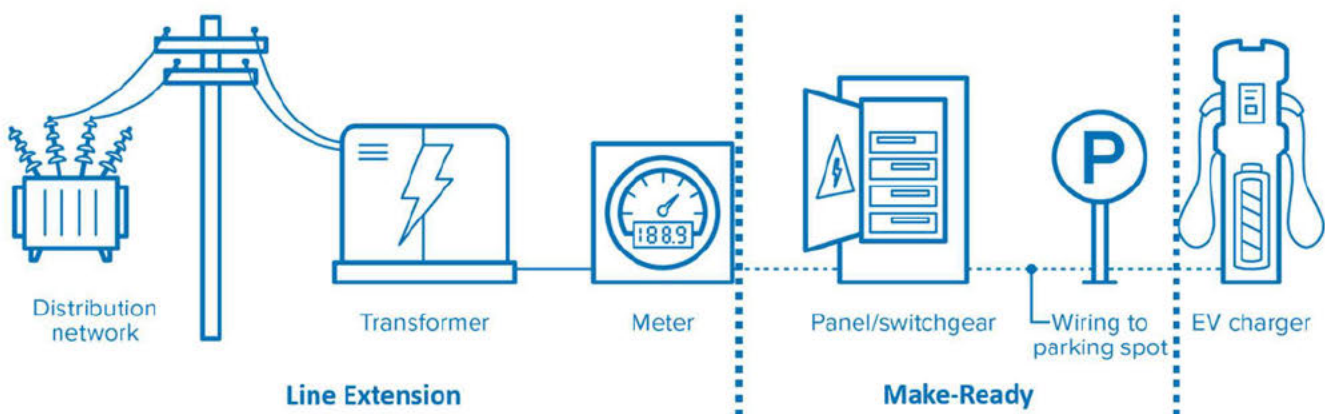 188.9
P
Distribution
network
Transformer
Meter
Panel/switchgear
Wiring to
parking spot
EV charger
Line Extension
Make-Ready